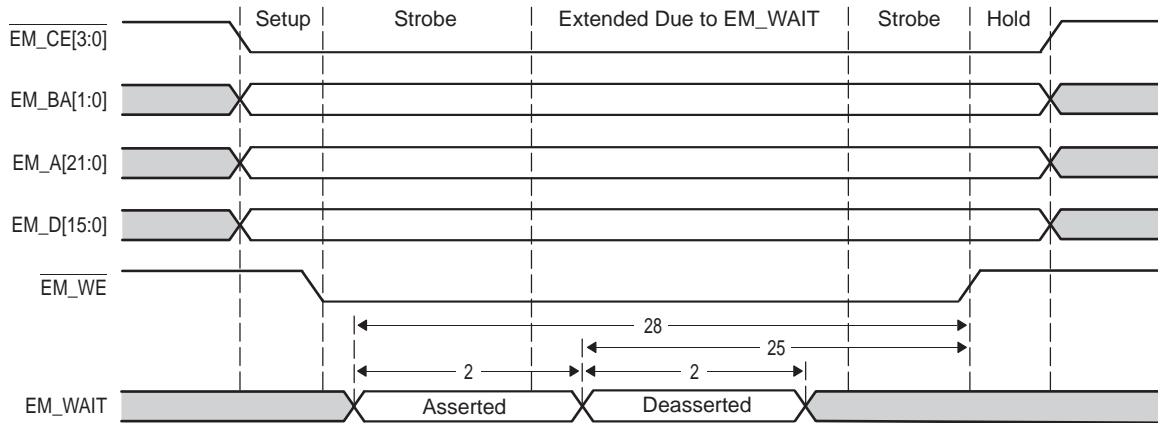 Setup Strobe Extended Due to EM_WAIT Strobe Hold
EM_CE[3:0]
EM_BA[1:0]
EM_A[21:0]
EM_D[15:0]
EM_WE
28
25
2 2
EM_WAIT Asserted Deasserted